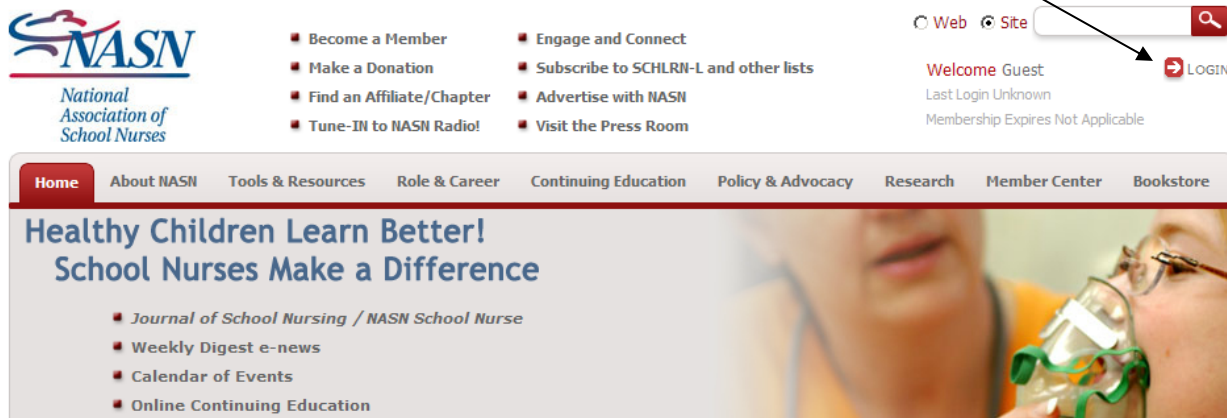 NASN
National
Association of
School Nurses
Become a Member
Make a Donation
Find an Affiliate/Chapter
Tune-IN to NASN Radio!
Engage and Connect
Subscribe to SCHLRN-L and other lists
Advertise with NASN
Visit the Press Room
Web Site
Welcome Guest
LOGIN
Last Login Unknown
Membership Expires Not Applicable
Home About NASN Tools & Resources Role & Career Continuing Education Policy & Advocacy Research Member Center Bookstore
Healthy Children Learn Better!
School Nurses Make a Difference
Journal of School Nursing / NASN School Nurse
Weekly Digest e-news
Calendar of Events
Online Continuing Education